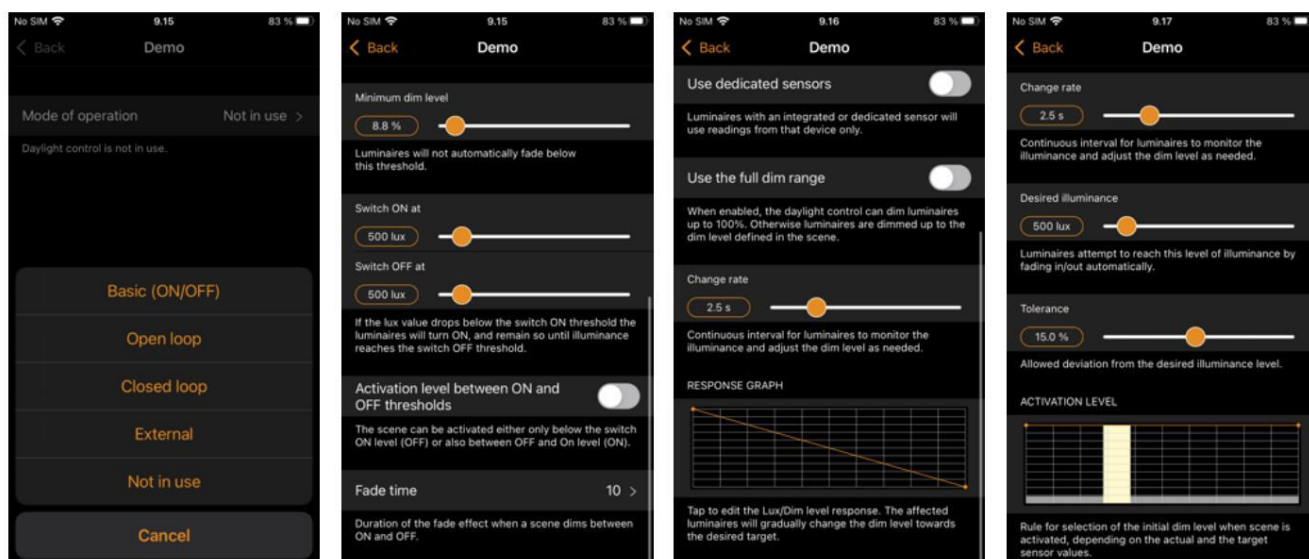 No SIM 9.15 83 %
Back Demo
Mode of operation Not in use
Daylight control is not in use.
Basic (ON/OFF)
Open loop
Closed loop
External
Not in use
Cancel
No SIM 9.15 83 %
Back Demo
Minimum dim level
8.8 %
Luminaires will not automatically fade below
this threshold.
Switch ON at
500 lux
Switch OFF at
500 lux
If the lux value drops below the switch ON threshold the
luminaires will turn ON, and remain so until illuminance
reaches the switch OFF threshold.
Activation level between ON and
OFF thresholds
The scene can be activated either only below the switch
ON level (OFF) or also between OFF and On level (ON).
Fade time 10
Duration of the fade effect when a scene dims between
ON and OFF.
No SIM 9.16 83 %
Back Demo
Use dedicated sensors
Luminaires with an integrated or dedicated sensor will
use readings from that device only.
Use the full dim range
When enabled, the daylight control can dim luminaires
up to 100%. Otherwise luminaires are dimmed up to the
dim level defined in the scene.
Change rate
2.5 s
Continuous interval for luminaires to monitor the
illuminance and adjust the dim level as needed.
RESPONSE GRAPH
Tap to edit the Lux/Dim level response. The affected
luminaires will gradually change the dim level towards
the desired target.
No SIM 9.17 83 %
Back Demo
Change rate
2.5 s
Continuous interval for luminaires to monitor the
illuminance and adjust the dim level as needed.
Desired illuminance
500 lux
Luminaires attempt to reach this level of illuminance by
fading in/out automatically.
Tolerance
15.0 %
Allowed deviation from the desired illuminance level.
ACTIVATION LEVEL
Rule for selection of the initial dim level when scene is
activated, depending on the actual and the target
sensor values.